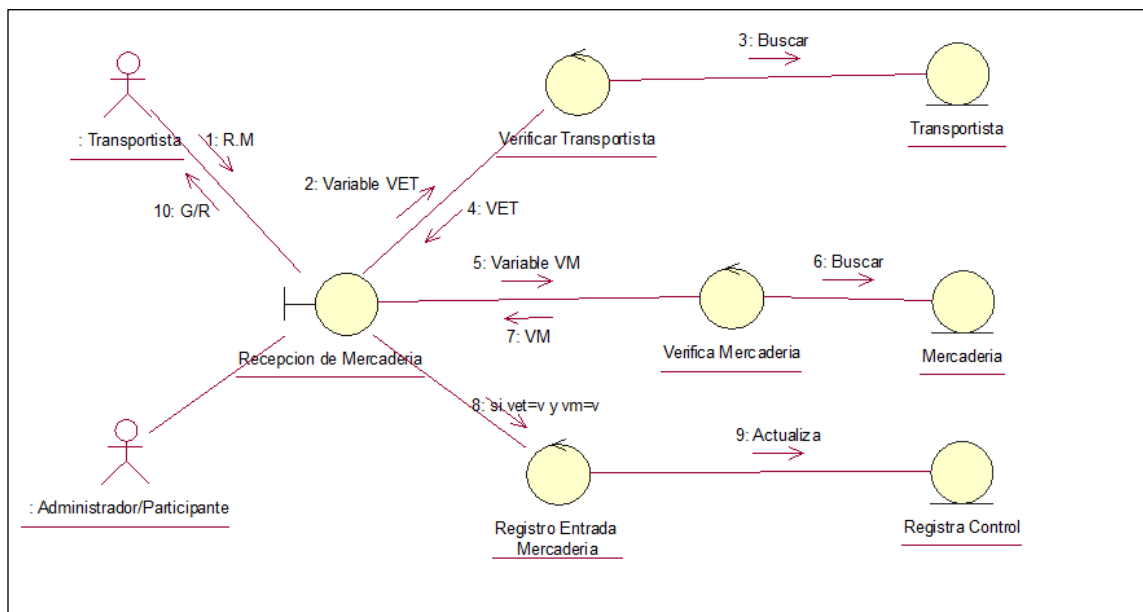 3: Buscar
: Transportista
1: R.M
Verificar Transportista
Transportista
2: Variable VET
10: G/R
4: VET
5: Variable VM
6: Buscar
7: VM
Recepcion de Mercaderia
Verifica Mercaderia
Mercaderia
8: si vet=v y vm=v
9: Actualiza
: Administrador/Participante
Registro Entrada
Mercaderia
Registra Control